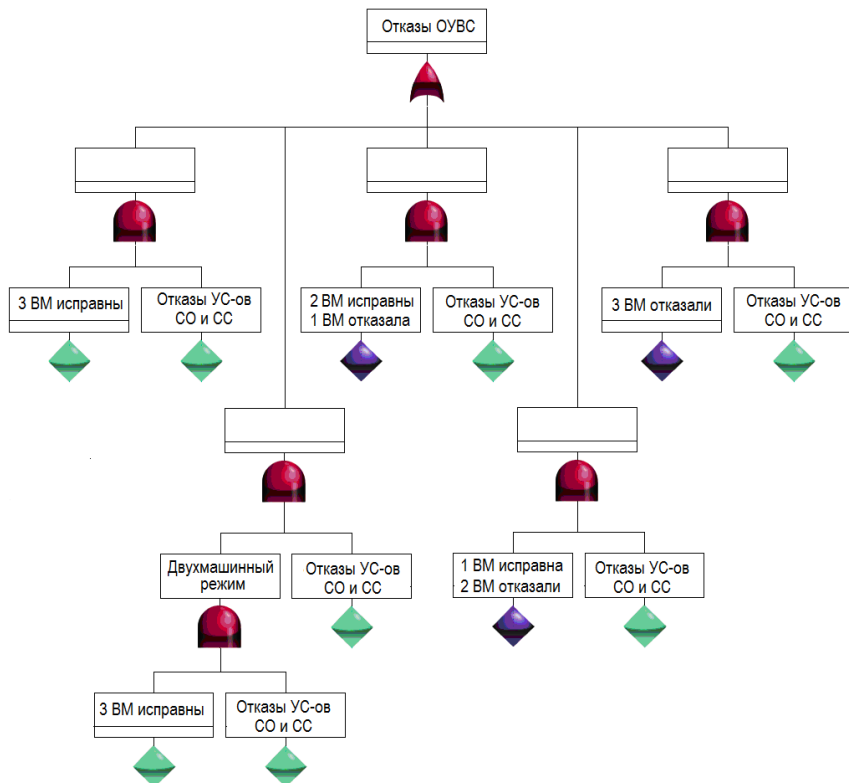 Отказы ОУВС
3 ВМ исправны
Отказы УС-ов
СО и СС
2 ВМ исправны
1 ВМ отказала
Отказы УС-ов
СО и СС
3 ВМ отказали
Отказы УС-ов
СО и СС
Двухмашинный
режим
Отказы УС-ов
СО и СС
1 ВМ исправна
2 ВМ отказали
Отказы УС-ов
СО и СС
3 ВМ исправны
Отказы УС-ов
СО и СС